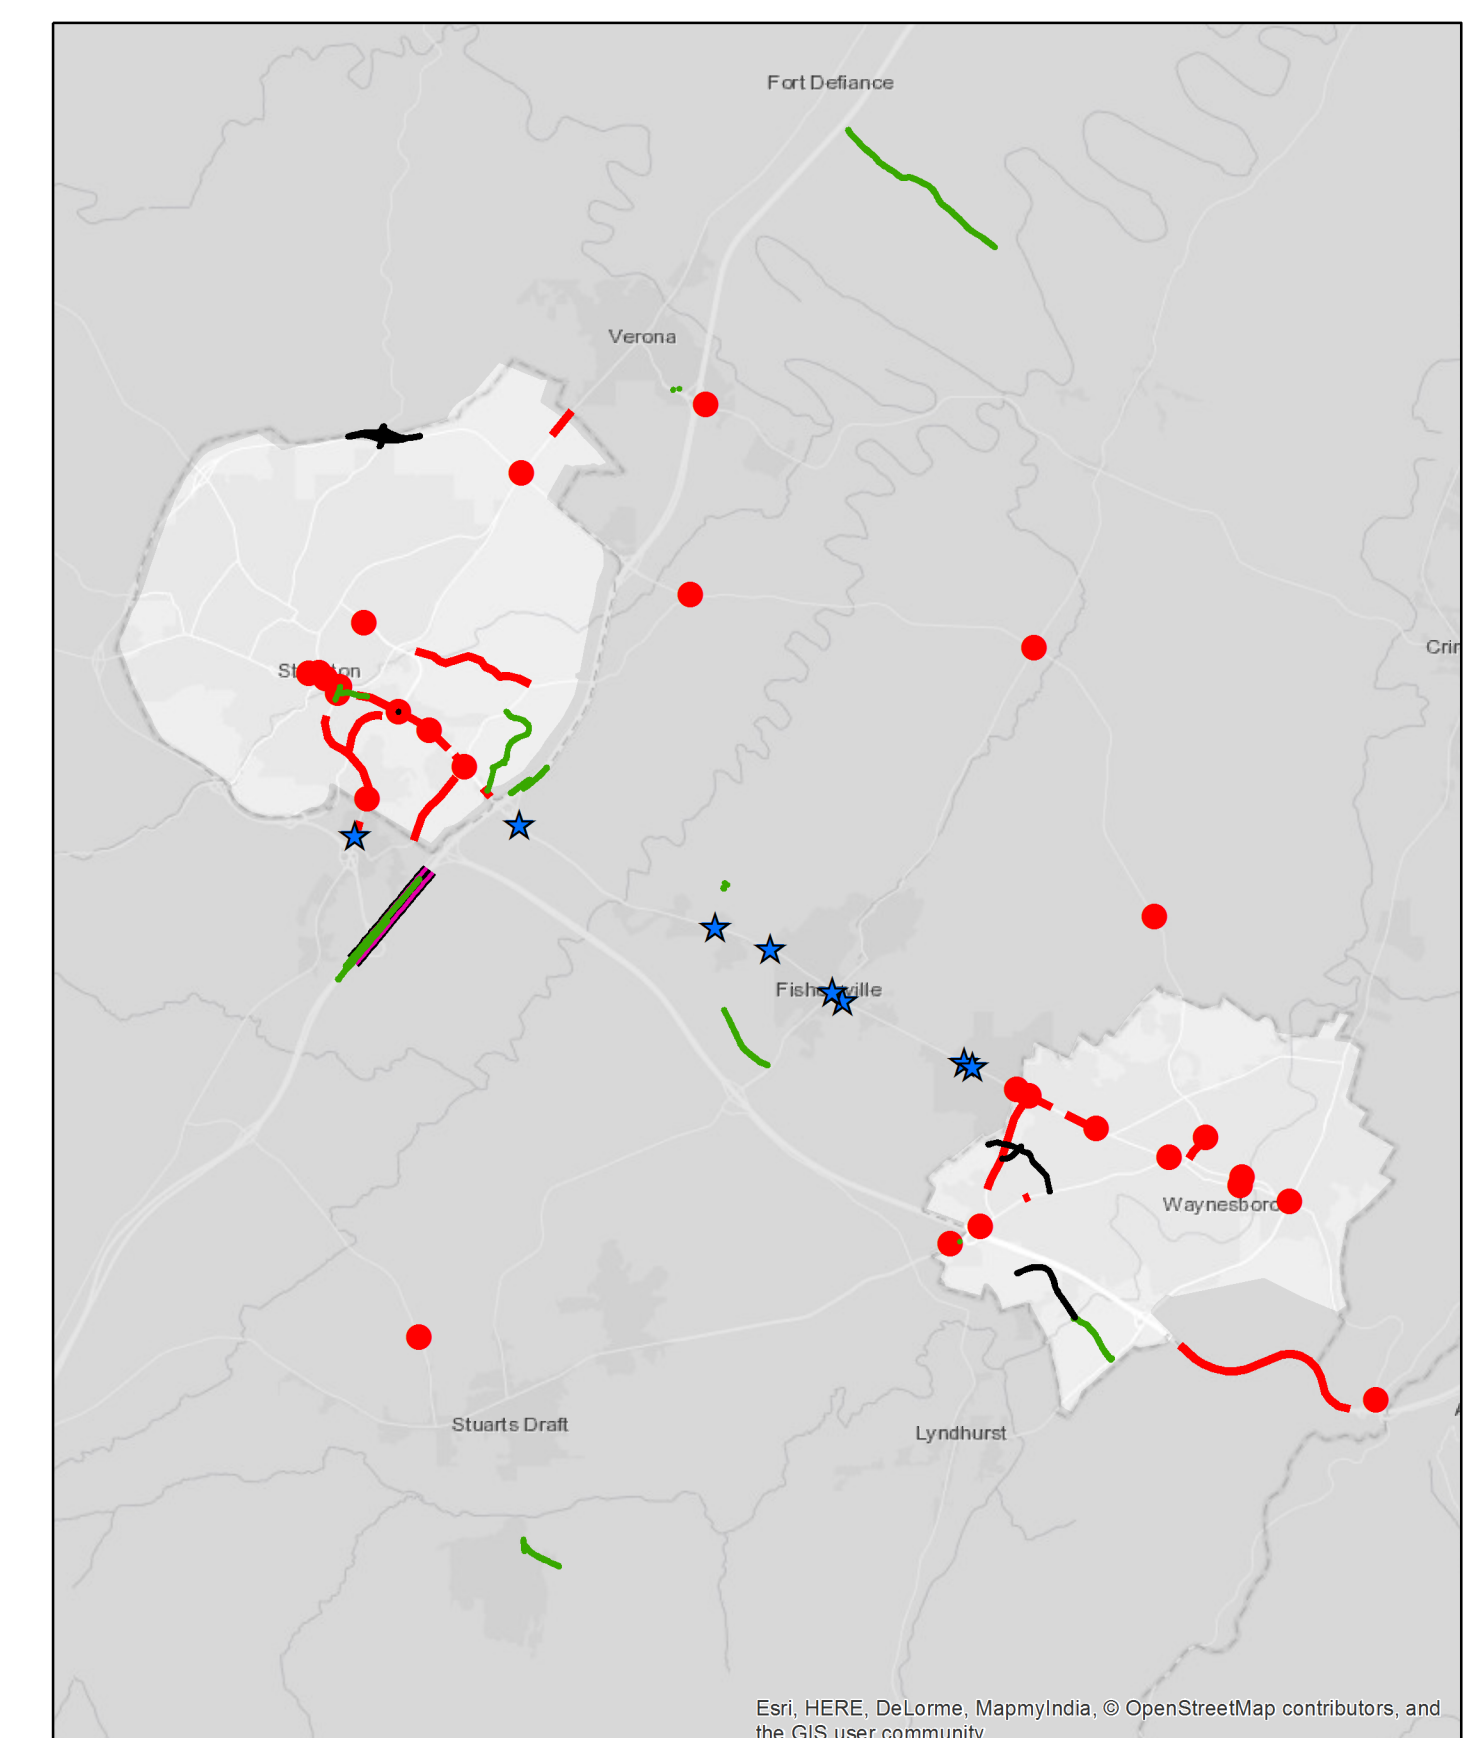 Fort Defiance
Verona
Crir
Fishersville
Waynesboro
Stuarts Draft
Lyndhurst
Esri, HERE, DeLorme, MapmyIndia, © OpenStreetMap contributors, and
the GIS user community